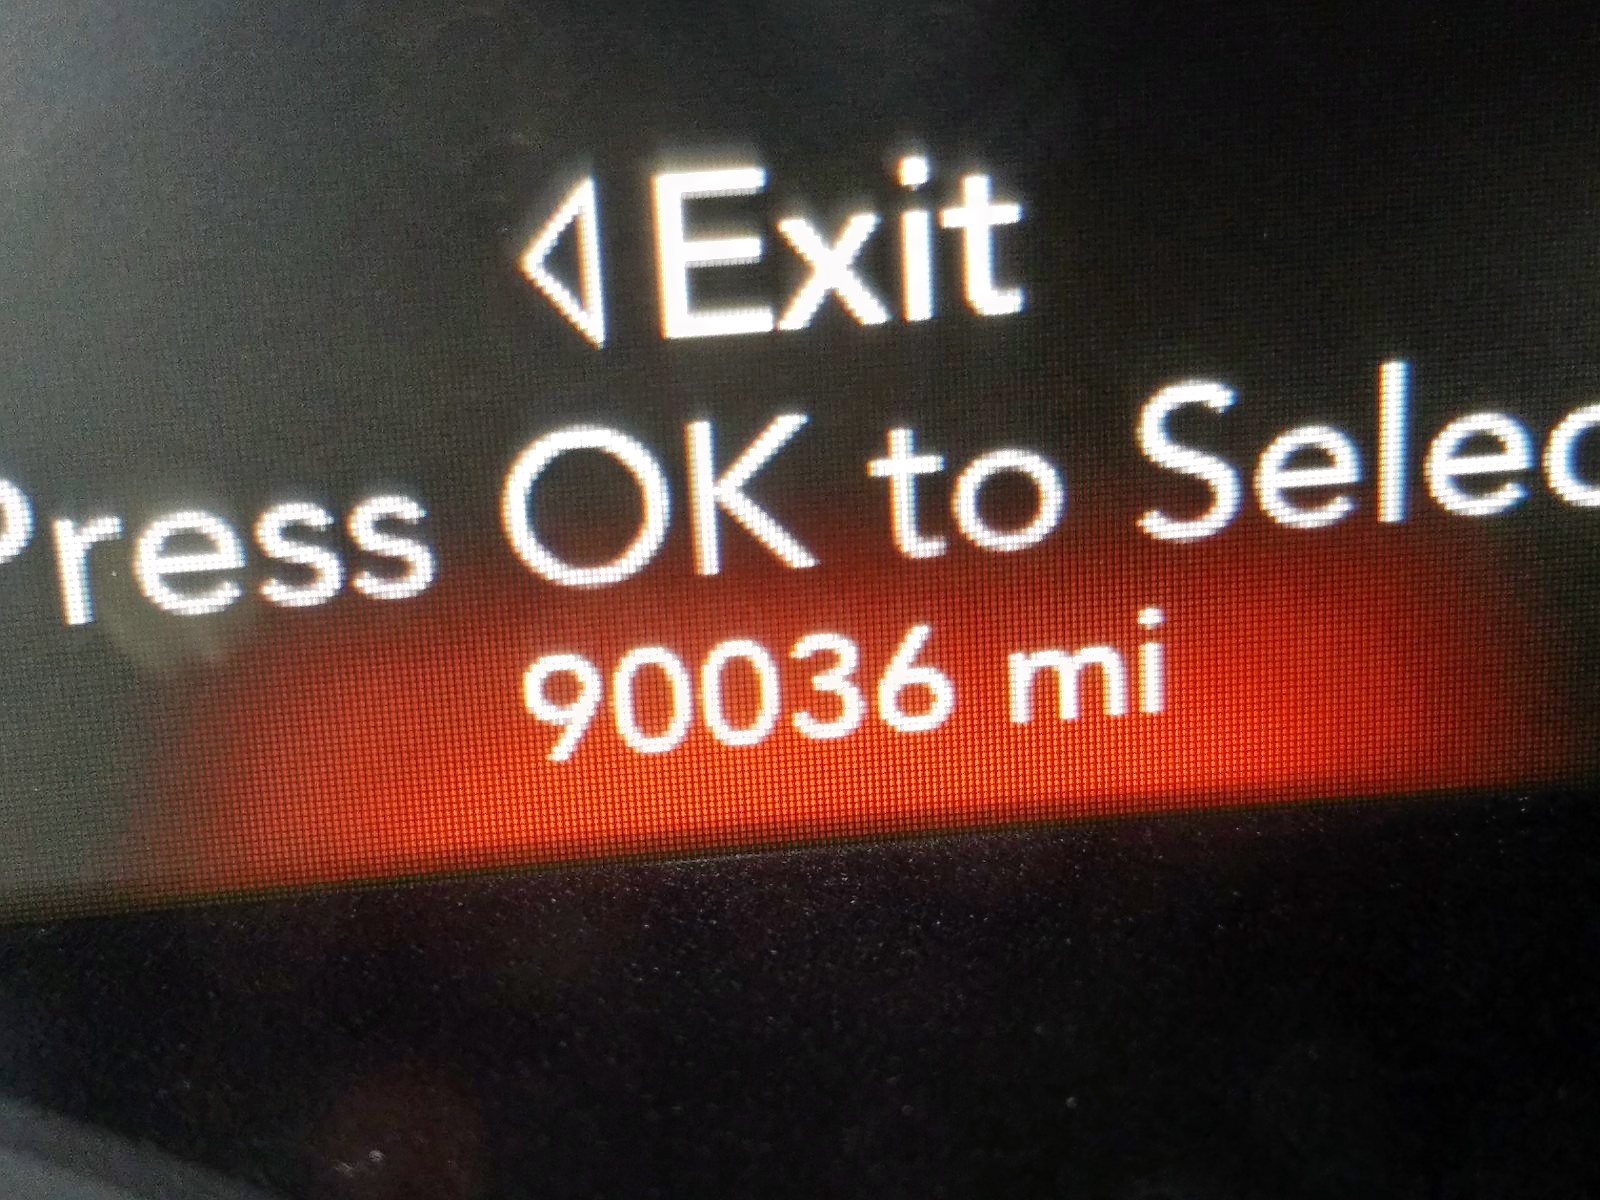 ◁Exit
Press OK to Selec
90036 mi